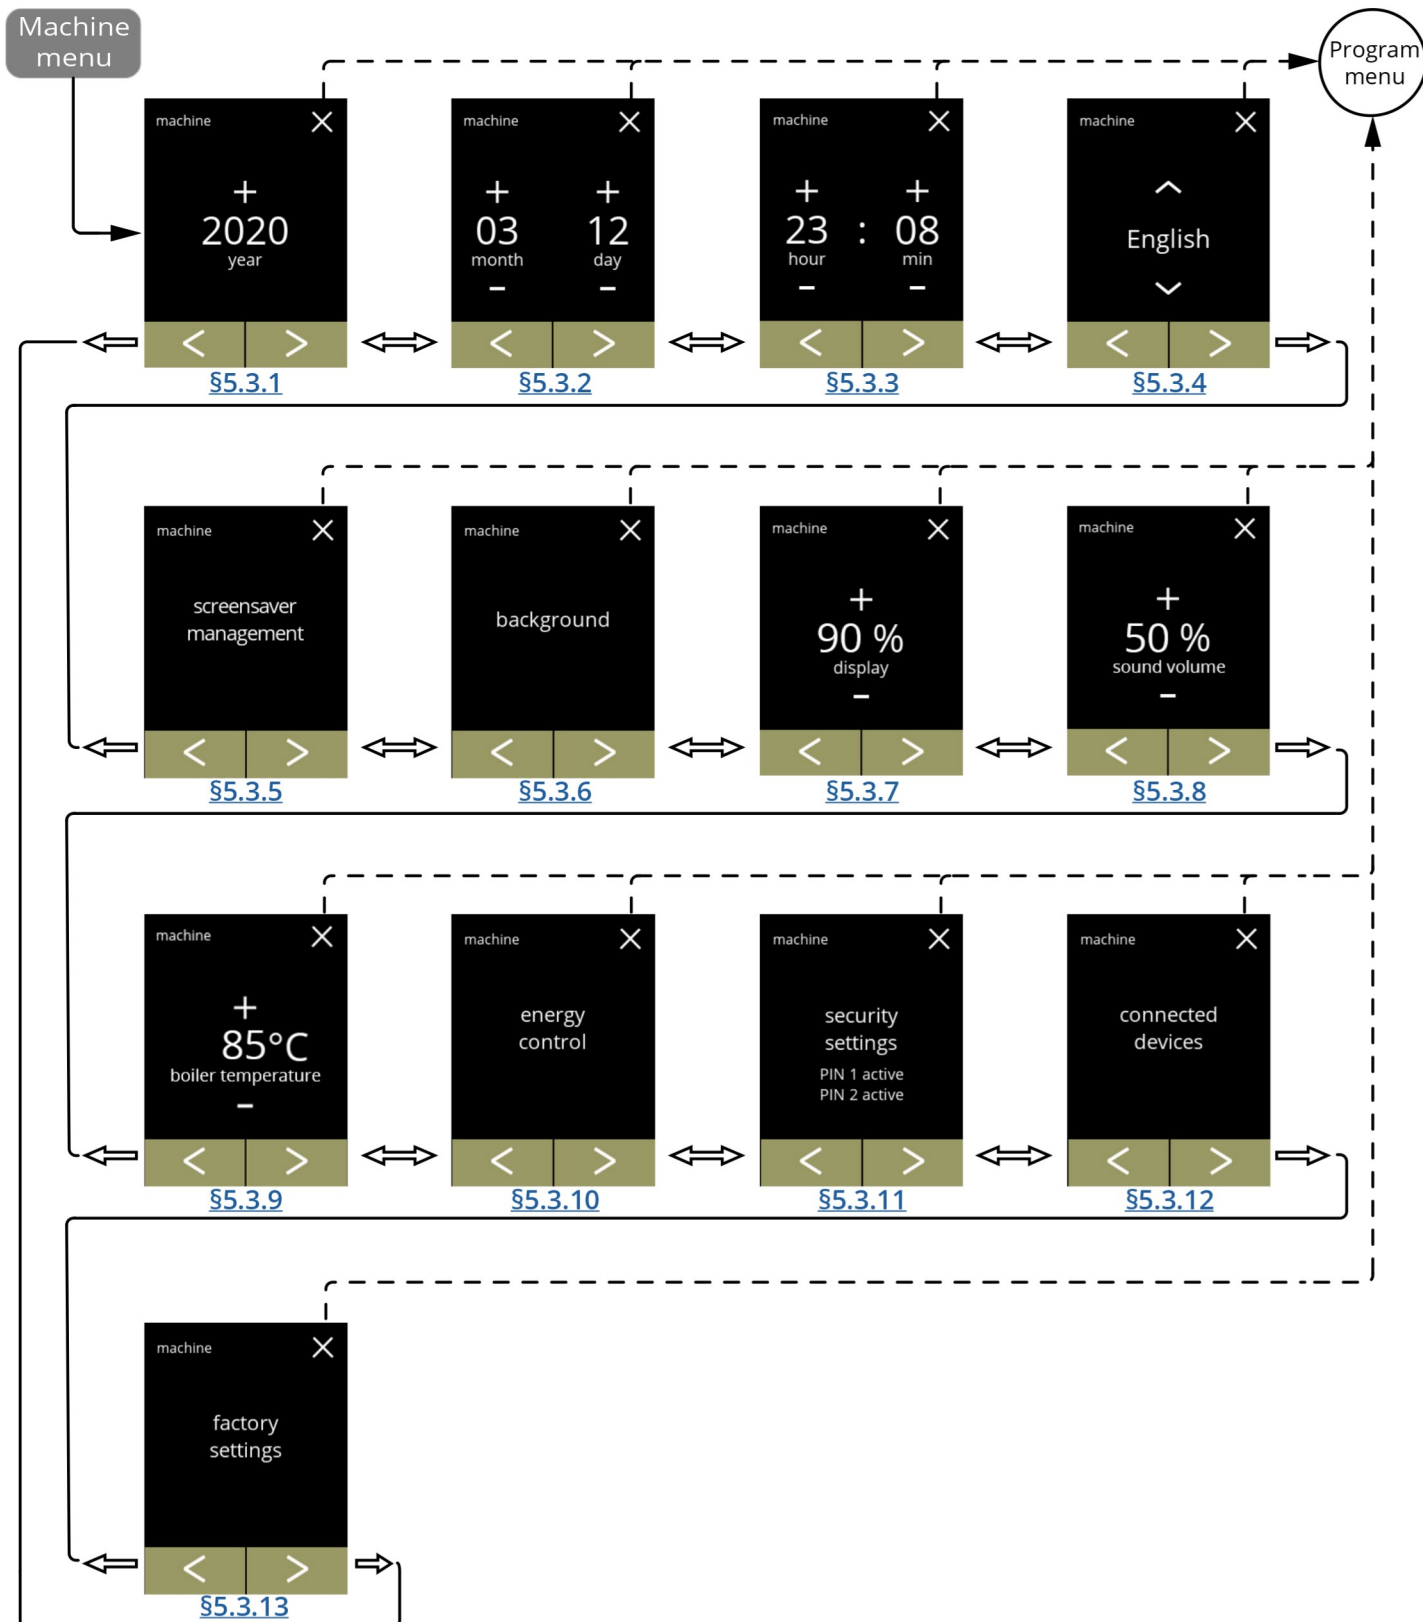 Machine
menu
Program
menu
machine
+
2020
year
< >
§5.3.1
machine
+ +
03 12
month day
- -
< >
§5.3.2
machine
+ +
23 : 08
hour min
- -
< >
§5.3.3
machine
English
< >
§5.3.4
machine
screensaver
management
< >
§5.3.5
machine
background
< >
§5.3.6
machine
+
90 %
display
-
< >
§5.3.7
machine
+
50 %
sound volume
-
< >
§5.3.8
machine
+
85°C
boiler temperature
-
< >
§5.3.9
machine
energy
control
< >
§5.3.10
machine
security
settings
PIN 1 active
PIN 2 active
< >
§5.3.11
machine
connected
devices
< >
§5.3.12
machine
factory
settings
< >
§5.3.13